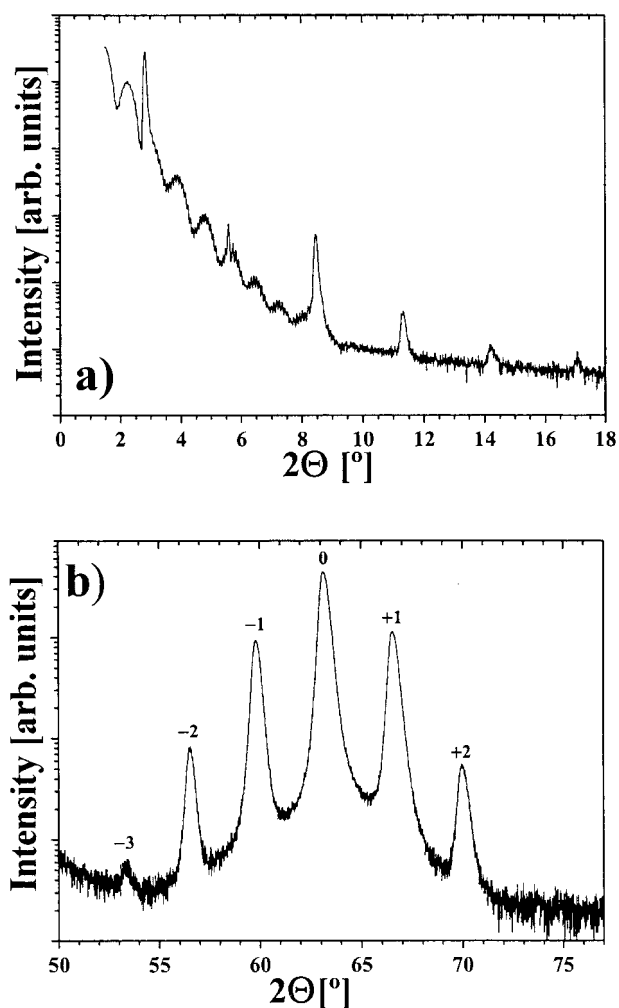 Intensity [arb. units]
a)
0 2 4 6 8 10 12 14 16 18
2Θ [º]
b)
Intensity [arb. units]
−3 −2 −1 0 +1 +2
50 55 60 65 70 75
2Θ[º]